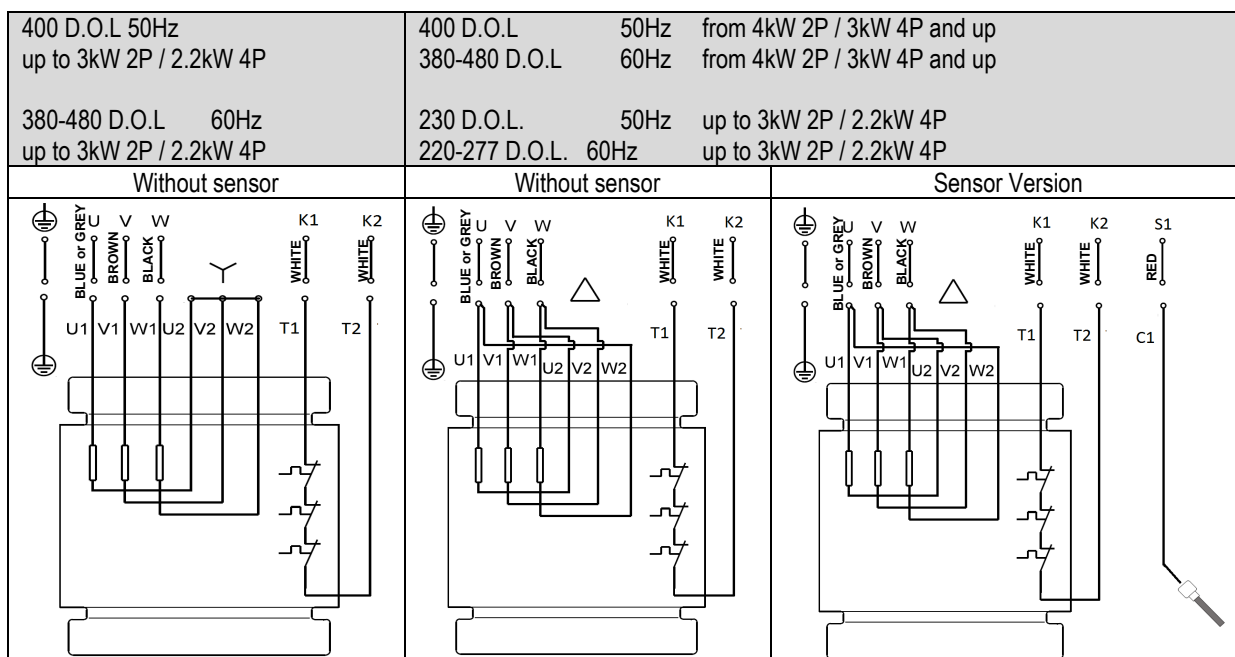 400 D.O.L 50Hz
up to 3kW 2P / 2.2kW 4P
380-480 D.O.L 60Hz
up to 3kW 2P / 2.2kW 4P
400 D.O.L 50Hz from 4kW 2P / 3kW 4P and up
380-480 D.O.L 60Hz from 4kW 2P / 3kW 4P and up
230 D.O.L. 50Hz up to 3kW 2P / 2.2kW 4P
220-277 D.O.L. 60Hz up to 3kW 2P / 2.2kW 4P
Without sensor
U V W K1 K2
BLUE or GREY
BROWN
BLACK
WHITE
WHITE
U1 V1 W1 U2 V2 W2 T1 T2
Without sensor
U V W K1 K2
BLUE or GREY
BROWN
BLACK
WHITE
WHITE
U1 V1 W1 U2 V2 W2 T1 T2
Sensor Version
U V W K1 K2 S1
BLUE or GREY
BROWN
BLACK
WHITE
WHITE
RED
U1 V1 W1 U2 V2 W2 T1 T2 C1